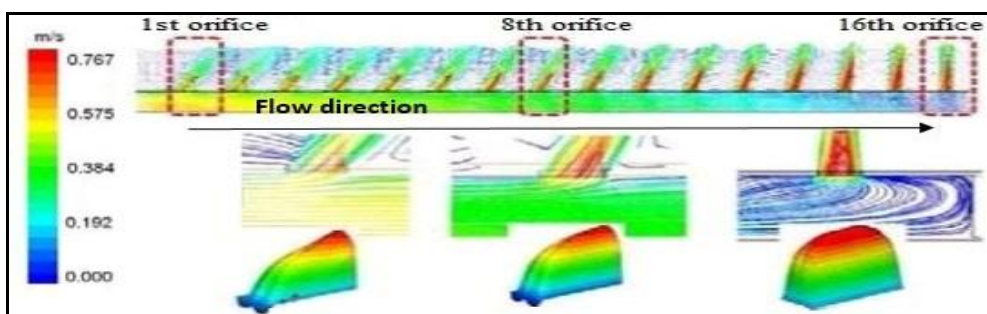 1st orifice 8th orifice 16th orifice
m/s
0.767
0.575
0.384
0.192
0.000
Flow direction